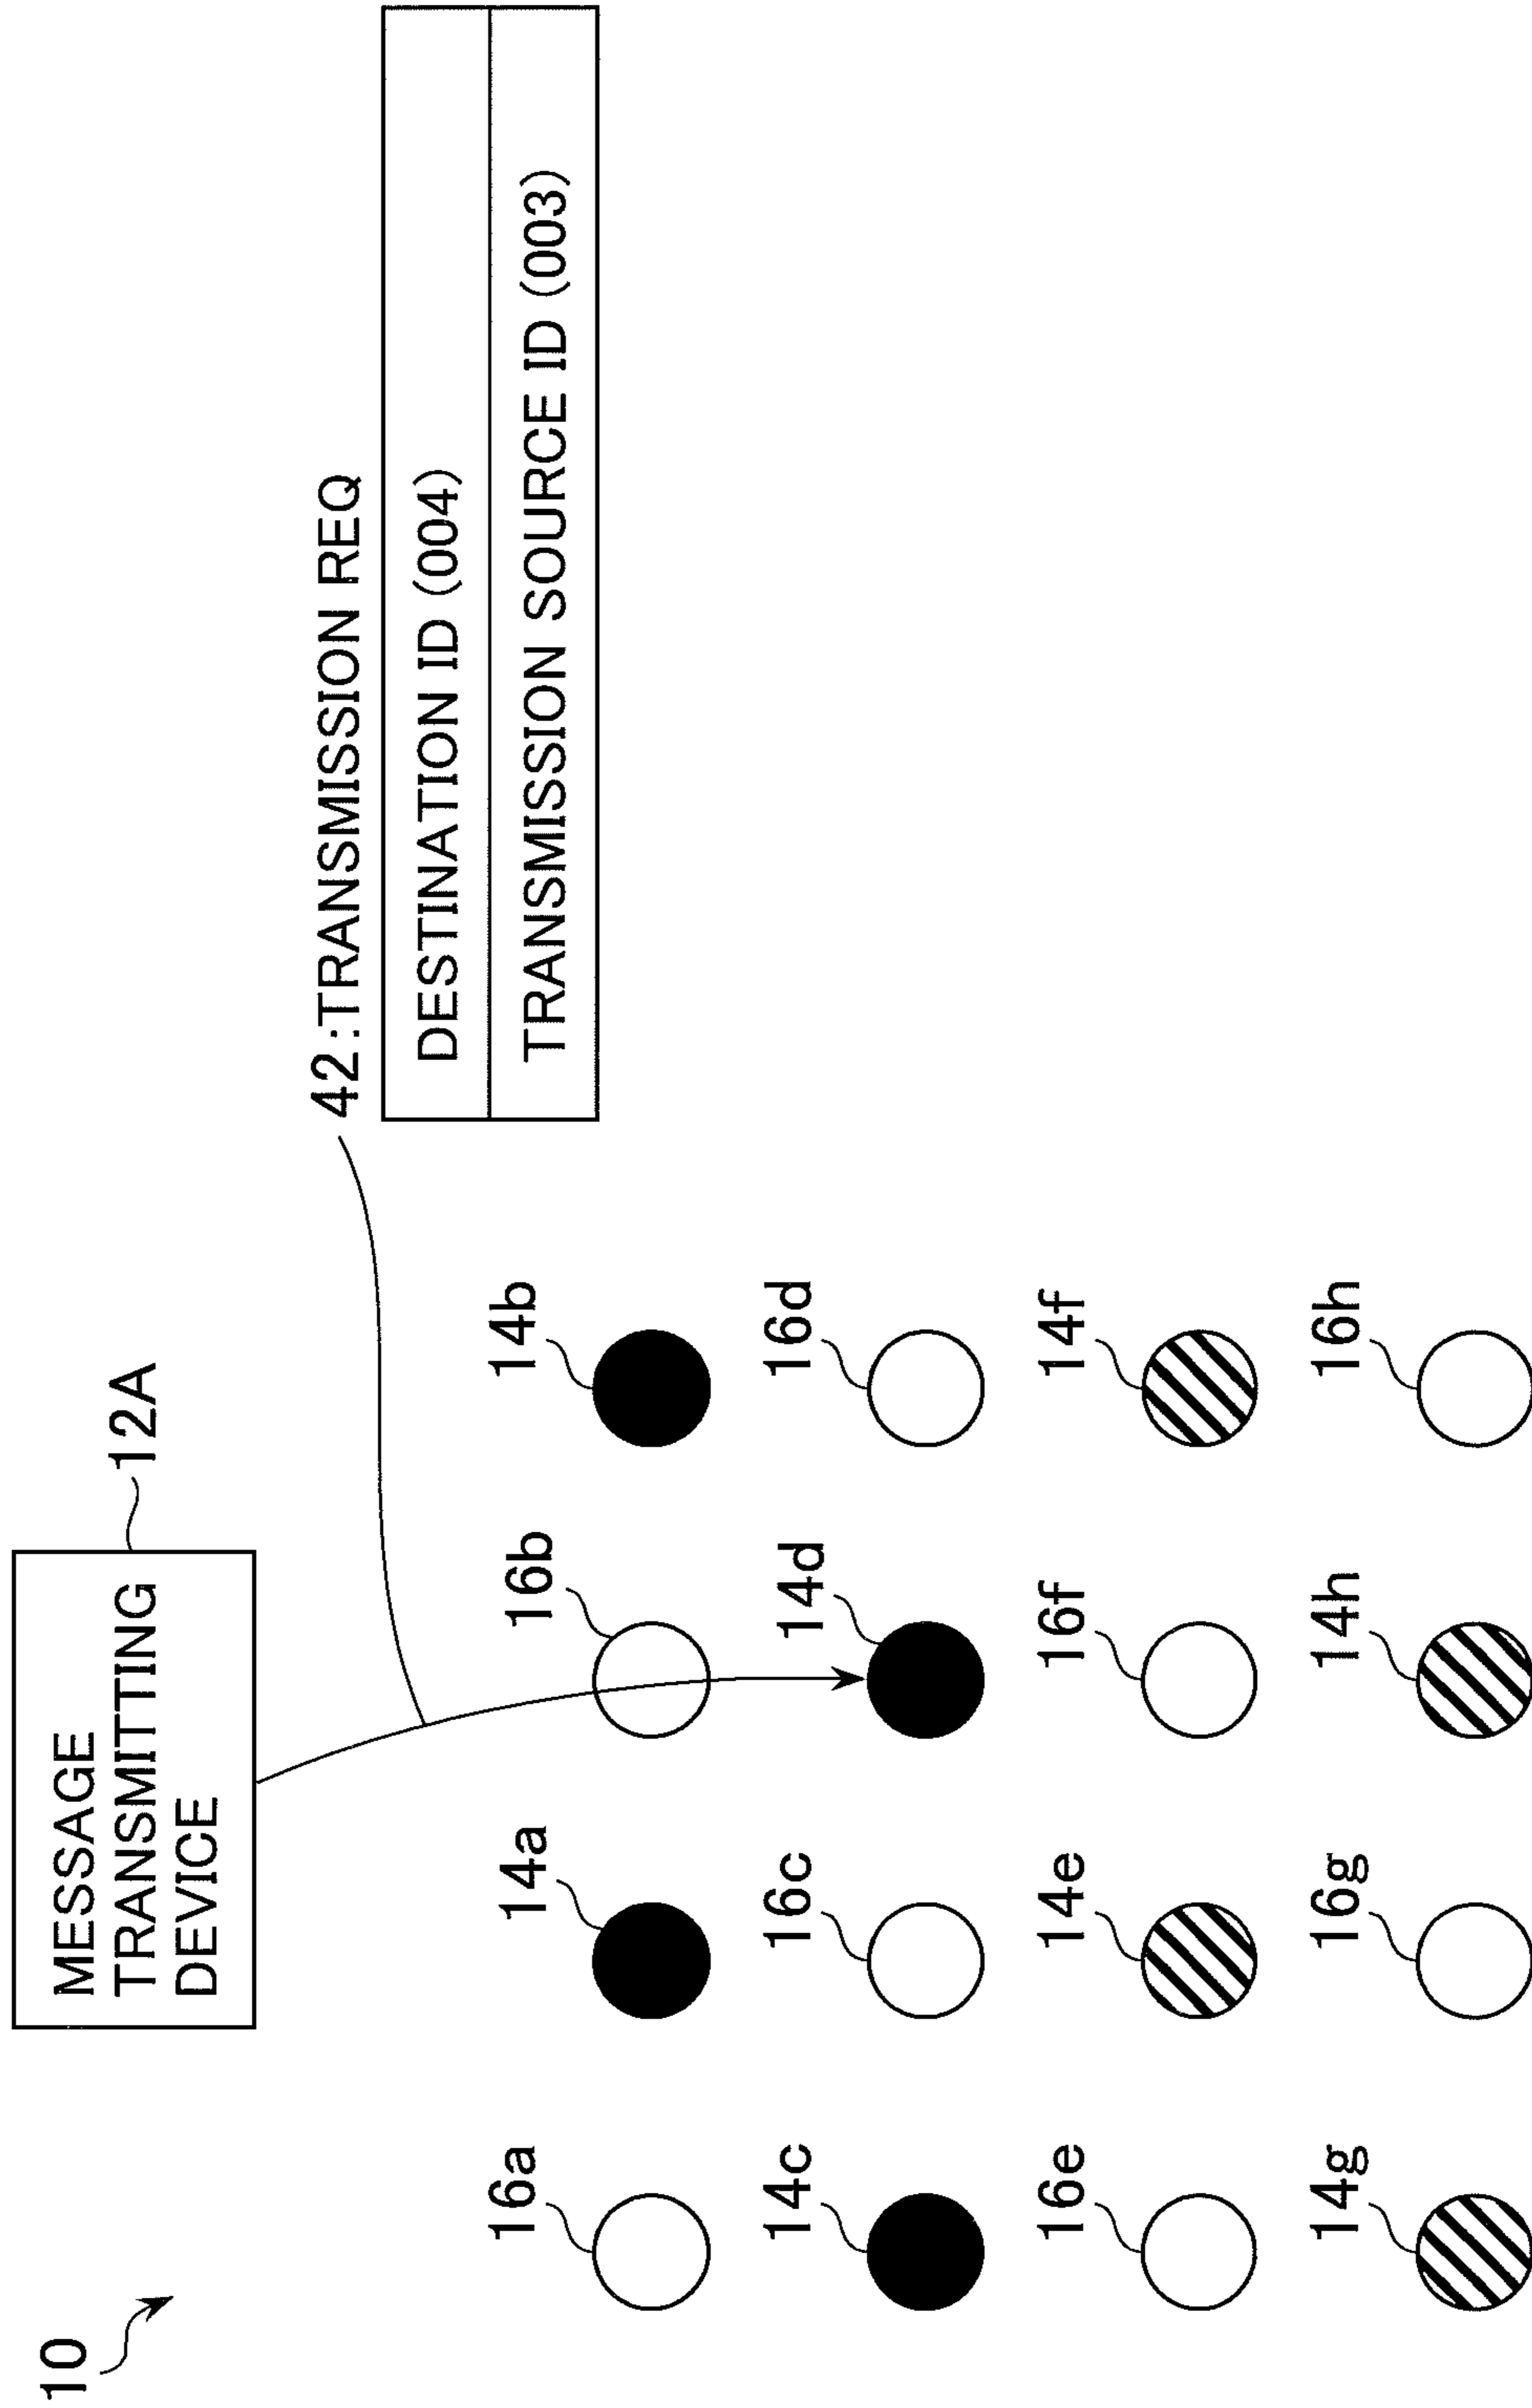 10
MESSAGE
TRANSMITTING
DEVICE
12A
42:TRANSMISSION REQ
DESTINATION ID (004)
TRANSMISSION SOURCE ID (003)
16a
14a
16b
14b
14c
16c
14d
16d
16e
14e
16f
14f
14g
16g
14h
16h